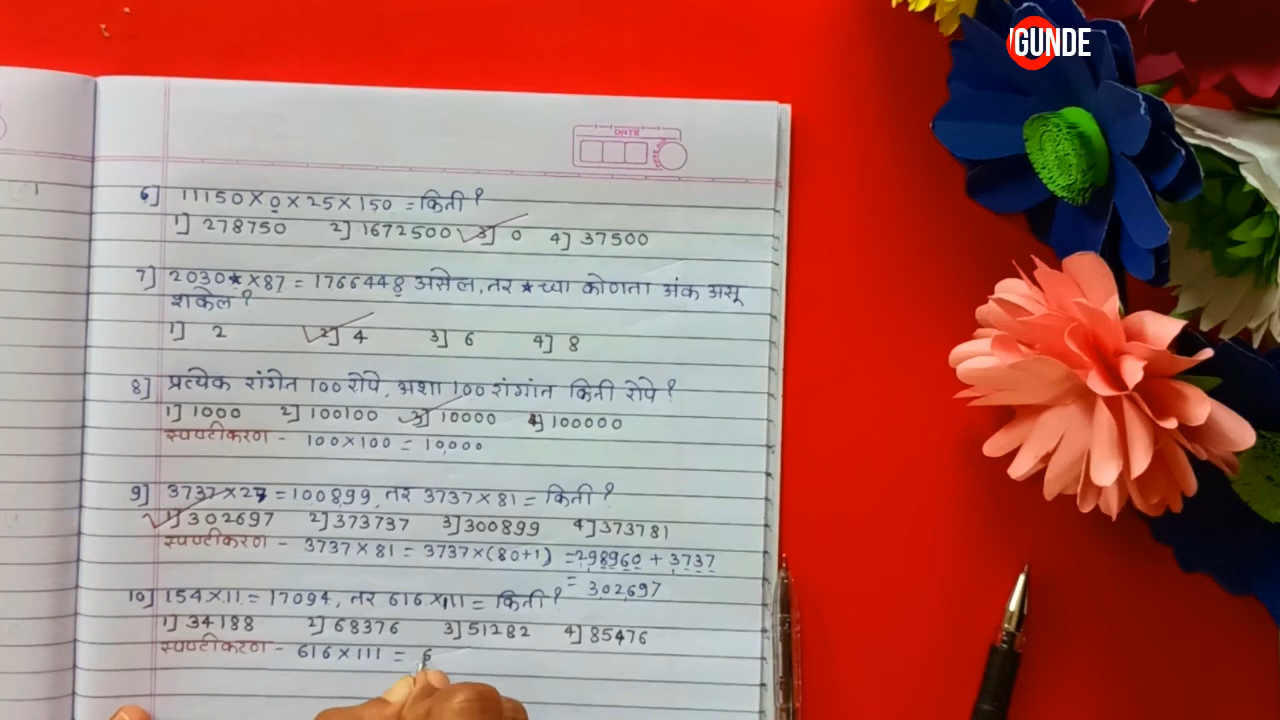 GUNDE
DATE
6] 11150 × 0 × 25 × 150 = किती ?
1] 278750 2] 1672500 3] 0 4] 37500
7] 2030★ × 87 = 1766448 असेल, तर ★ च्या कोणता अंक असू
शकेल ?
1] 2 2] 4 3] 6 4] 8
8] प्रत्येक रांगेत 100 रोपे, अशा 100 रांगांत किती रोपे ?
1] 1000 2] 100100 3] 10000 4] 100000
स्पष्टीकरण - 100 × 100 = 10,000
9] 3737 × 27 = 100899, तर 3737 × 81 = किती ?
1] 302697 2] 373737 3] 300899 4] 373781
स्पष्टीकरण - 3737 × 81 = 3737 × (80+1) = 298960 + 3737
= 302697
10] 154 × 11 = 17094, तर 616 × 111 = किती ?
1] 34188 2] 68376 3] 51282 4] 85476
स्पष्टीकरण - 616 × 111 = 6